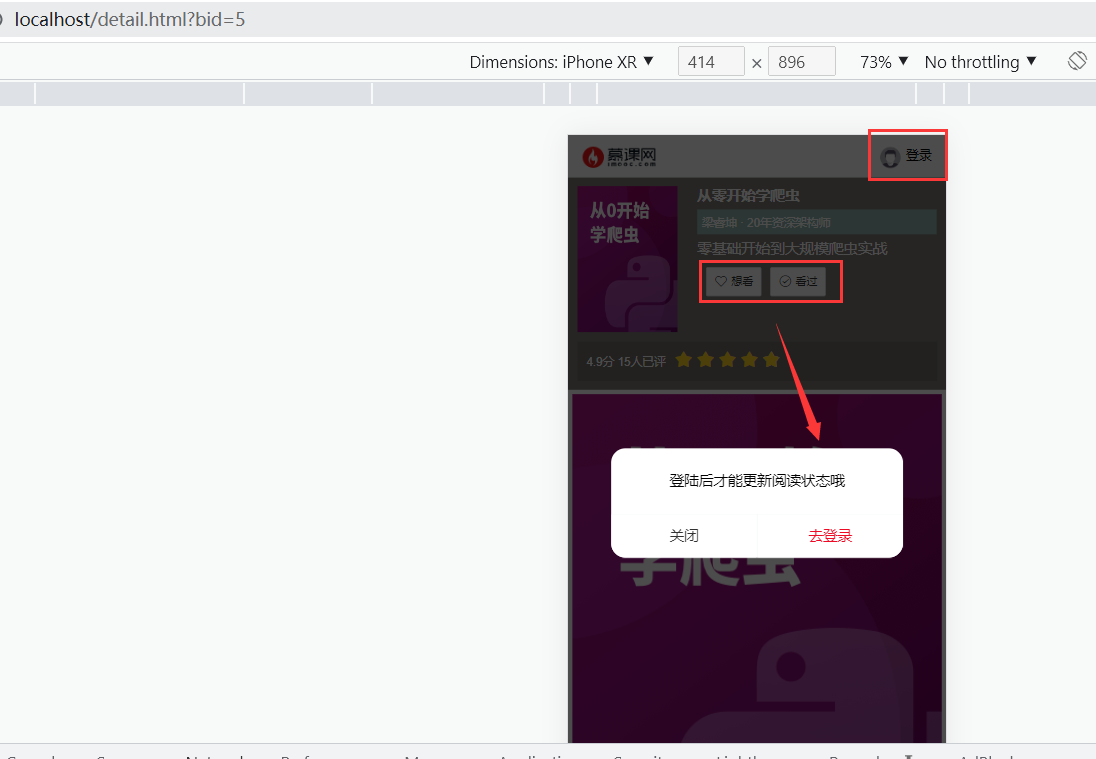 localhost/detail.html?bid=5
Dimensions: iPhone XR ▼ 414 × 896 73% ▼ No throttling ▼
慕课网
imooc.com
登录
从0开始
学爬虫
从零开始学爬虫
梁睿坤 · 20年资深架构师
零基础开始到大规模爬虫实战
想看 看过
4.9分 15人已评
登陆后才能更新阅读状态哦
关闭 去登录
学爬虫